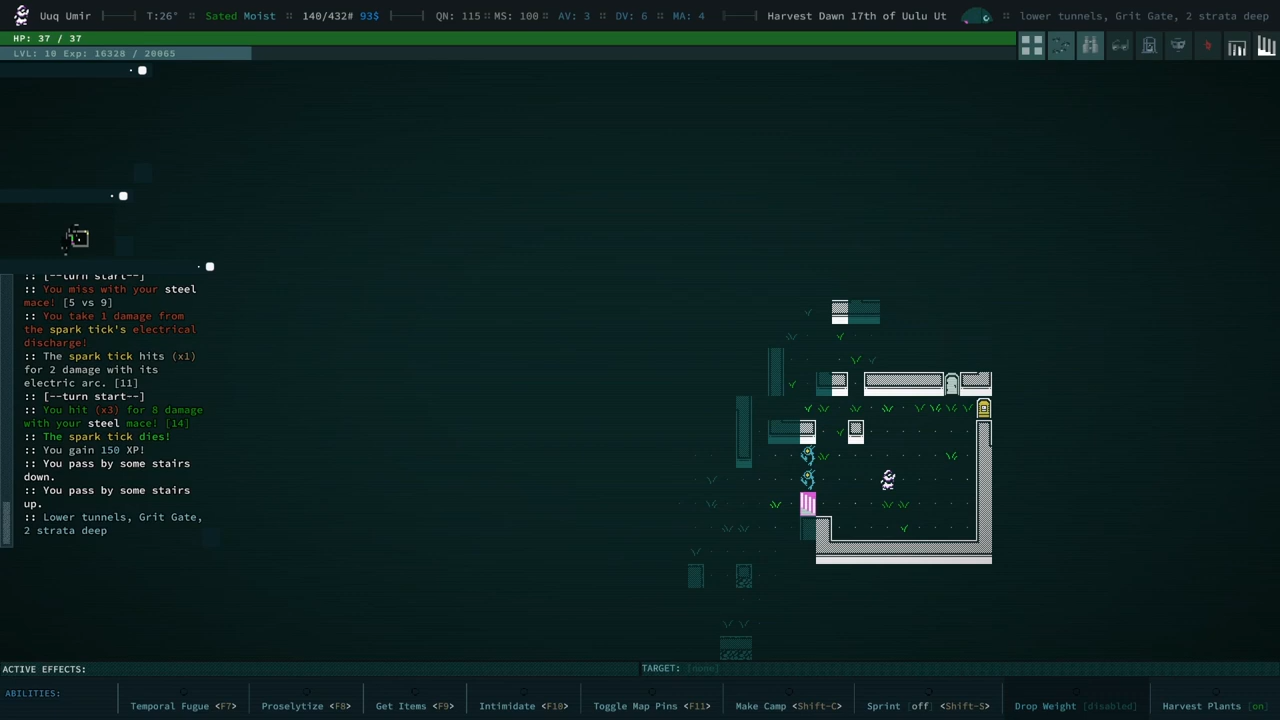 Uuq Umir T:26° Sated Moist 140/432# 93$ QN: 115 MS: 100 AV: 3 DV: 6 MA: 4 Harvest Dawn 17th of Uulu Ut lower tunnels, Grit Gate, 2 strata deep
HP: 37 / 37
LVL: 10 Exp: 16328 / 20065
:: [--turn start--]
:: You miss with your steel
mace! [5 vs 9]
:: You take 1 damage from
the spark tick's electrical
discharge!
:: The spark tick hits (x1)
for 2 damage with its
electric arc. [11]
:: [--turn start--]
:: You hit (x3) for 8 damage
with your steel mace! [14]
:: The spark tick dies!
:: You gain 150 XP!
:: You pass by some stairs
down.
:: You pass by some stairs
up.
:: Lower tunnels, Grit Gate,
2 strata deep
ACTIVE EFFECTS: TARGET: [none]
ABILITIES: Temporal Fugue <F7> Proselytize <F8> Get Items <F9> Intimidate <F10> Toggle Map Pins <F11> Make Camp <Shift-C> Sprint [off] <Shift-S> Drop Weight [disabled] Harvest Plants [on]